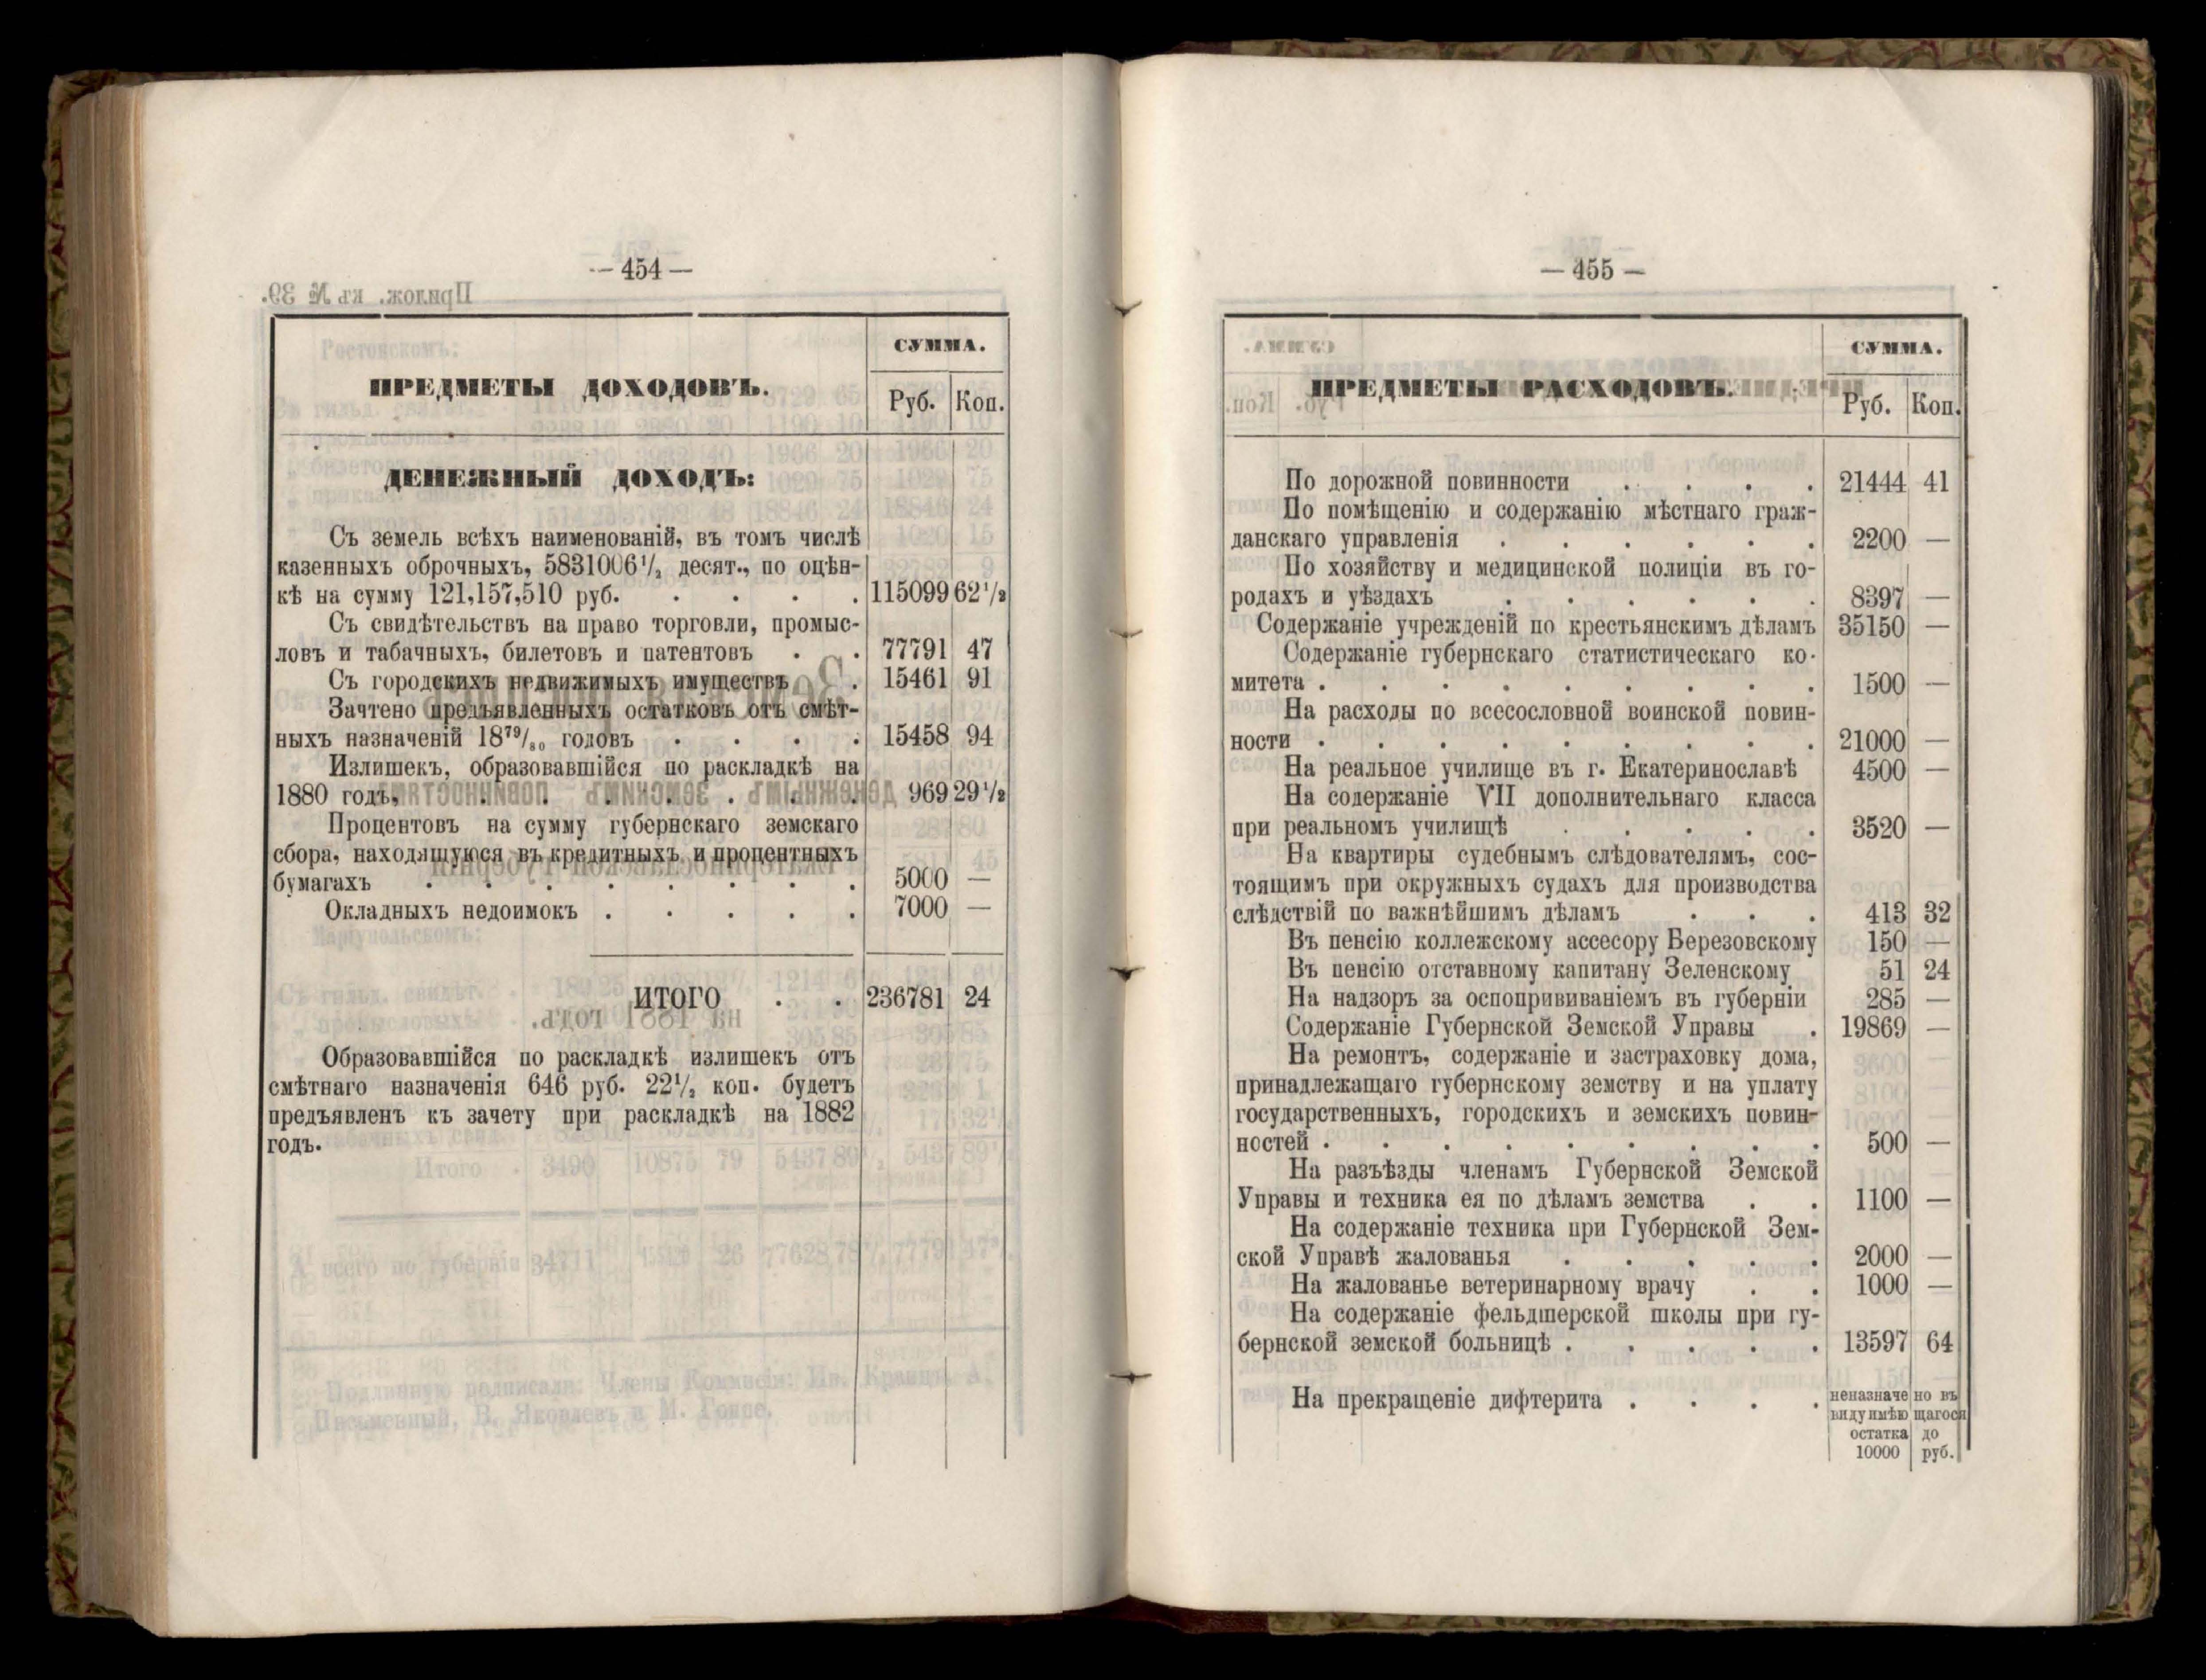 — 454 —
ПРЕДМЕТЫ ДОХОДОВЪ.
СУММА.
Руб. Коп.
ДЕНЕЖНЫЙ ДОХОДЪ:
Съ земель всѣхъ наименованій, въ томъ числѣ
казенныхъ оброчныхъ, 5831006½ десят., по оцѣн-
кѣ на сумму 121,157,510 руб. . . . . 115099 62½
Съ свидѣтельствъ на право торговли, промыс-
ловъ и табачныхъ, билетовъ и патентовъ . . 77791 47
Съ городскихъ недвижимыхъ имуществъ . 15461 91
Зачтено предъявленныхъ остатковъ отъ смѣт-
ныхъ назначеній 18⁷⁹/₈₀ годовъ . . . . 15458 94
Излишекъ, образовавшійся по раскладкѣ на
1880 годъ, . . . . . . . 969 29½
Процентовъ на сумму губернскаго земскаго
сбора, находящуюся въ кредитныхъ и процентныхъ
бумагахъ . . . . . . . . 5000 —
Окладныхъ недоимокъ . . . . . 7000 —
ИТОГО . . 236781 24
Образовавшійся по раскладкѣ излишекъ отъ
смѣтнаго назначенія 646 руб. 22½ коп. будетъ
предъявленъ къ зачету при раскладкѣ на 1882
годъ.
— 455 —
ПРЕДМЕТЫ РАСХОДОВЪ.
СУММА.
Руб. Коп.
По дорожной повинности . . . . 21444 41
По помѣщенію и содержанію мѣстнаго граж-
данскаго управленія . . . . . . 2200 —
По хозяйству и медицинской полиціи въ го-
родахъ и уѣздахъ . . . . . . 8397 —
Содержаніе учрежденій по крестьянскимъ дѣламъ 35150 —
Содержаніе губернскаго статистическаго ко-
митета . . . . . . . . . 1500 —
На расходы по всесословной воинской повин-
ности . . . . . . . . . 21000 —
На реальное училище въ г. Екатеринославѣ 4500 —
На содержаніе VII дополнительнаго класса
при реальномъ училищѣ . . . . . 3520 —
На квартиры судебнымъ слѣдователямъ, сос-
тоящимъ при окружныхъ судахъ для производства
слѣдствій по важнѣйшимъ дѣламъ . . . 413 32
Въ пенсію коллежскому ассесору Березовскому 150 —
Въ пенсію отставному капитану Зеленскому 51 24
На надзоръ за оспопрививаніемъ въ губерніи 285 —
Содержаніе Губернской Земской Управы . 19869 —
На ремонтъ, содержаніе и застраховку дома,
принадлежащаго губернскому земству и на уплату
государственныхъ, городскихъ и земскихъ повин-
ностей . . . . . . . . . 500 —
На разъѣзды членамъ Губернской Земской
Управы и техника ея по дѣламъ земства . . 1100 —
На содержаніе техника при Губернской Зем-
ской Управѣ жалованья . . . . . 2000 —
На жалованье ветеринарному врачу . . 1000 —
На содержаніе фельдшерской школы при гу-
бернской земской больницѣ . . . . . 13597 64
На прекращеніе дифтерита . . . . неназначе но въ
виду имѣю щагося
остатка до
10000 руб.